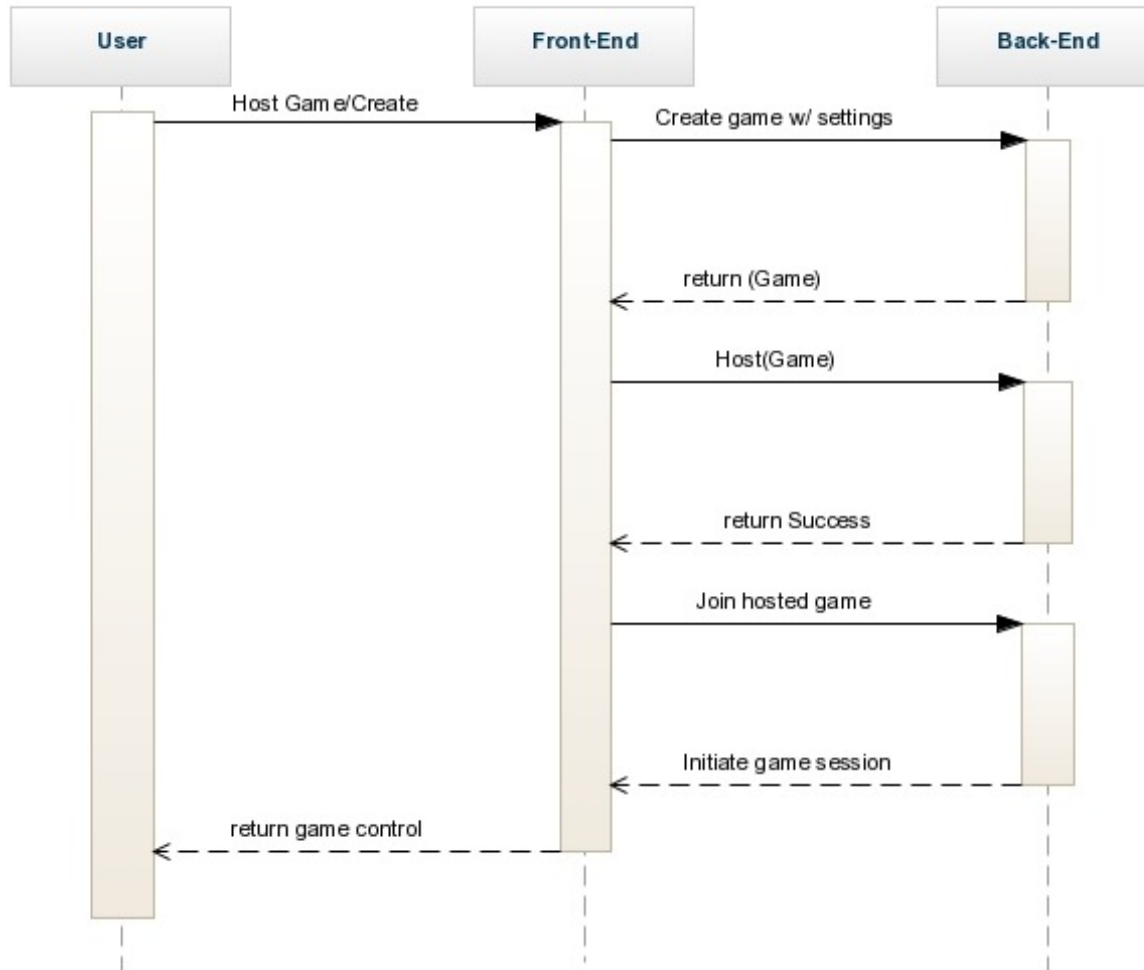 User
Front-End
Back-End
Host Game/Create
Create game w/ settings
return (Game)
Host(Game)
return Success
Join hosted game
Initiate game session
return game control